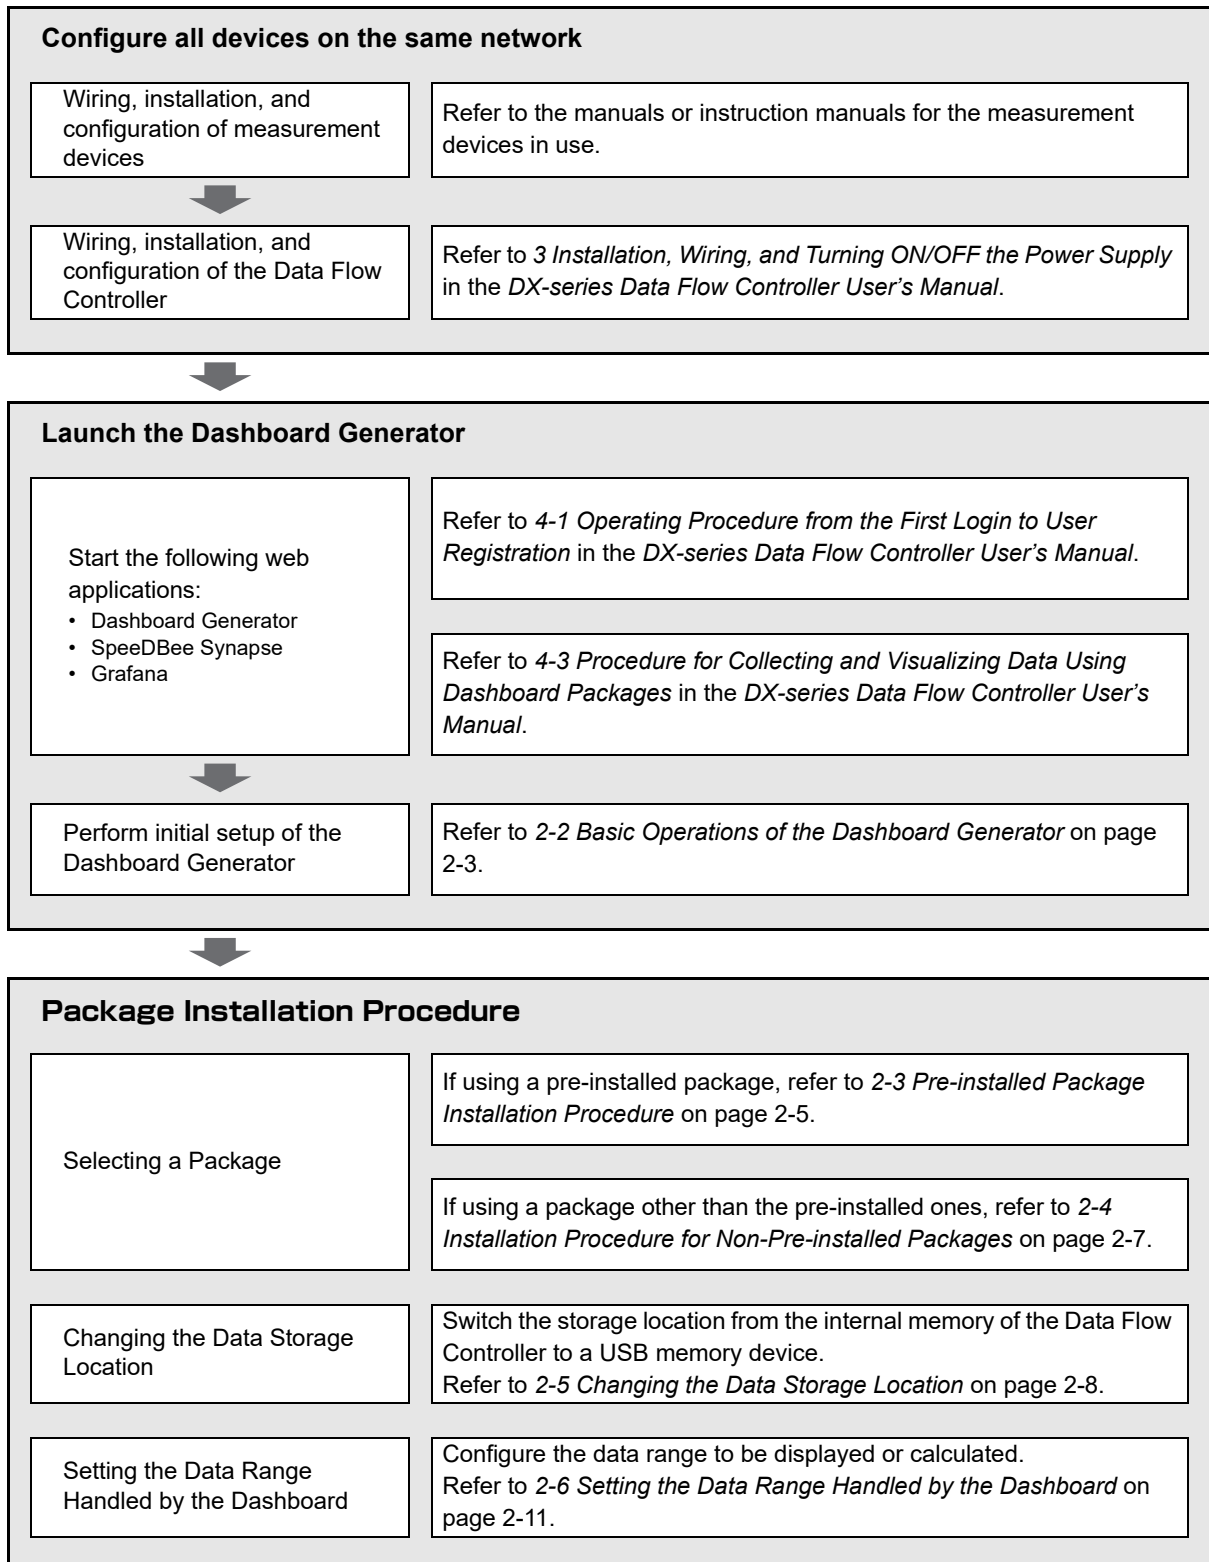 Configure all devices on the same network
Wiring, installation, and
configuration of measurement
devices
Refer to the manuals or instruction manuals for the measurement
devices in use.
Wiring, installation, and
configuration of the Data Flow
Controller
Refer to 3 Installation, Wiring, and Turning ON/OFF the Power Supply
in the DX-series Data Flow Controller User's Manual.
Launch the Dashboard Generator
Start the following web
applications:
• Dashboard Generator
• SpeeDBee Synapse
• Grafana
Refer to 4-1 Operating Procedure from the First Login to User
Registration in the DX-series Data Flow Controller User's Manual.
Refer to 4-3 Procedure for Collecting and Visualizing Data Using
Dashboard Packages in the DX-series Data Flow Controller User's
Manual.
Perform initial setup of the
Dashboard Generator
Refer to 2-2 Basic Operations of the Dashboard Generator on page
2-3.
Package Installation Procedure
Selecting a Package
If using a pre-installed package, refer to 2-3 Pre-installed Package
Installation Procedure on page 2-5.
If using a package other than the pre-installed ones, refer to 2-4
Installation Procedure for Non-Pre-installed Packages on page 2-7.
Changing the Data Storage
Location
Switch the storage location from the internal memory of the Data Flow
Controller to a USB memory device.
Refer to 2-5 Changing the Data Storage Location on page 2-8.
Setting the Data Range
Handled by the Dashboard
Configure the data range to be displayed or calculated.
Refer to 2-6 Setting the Data Range Handled by the Dashboard on
page 2-11.